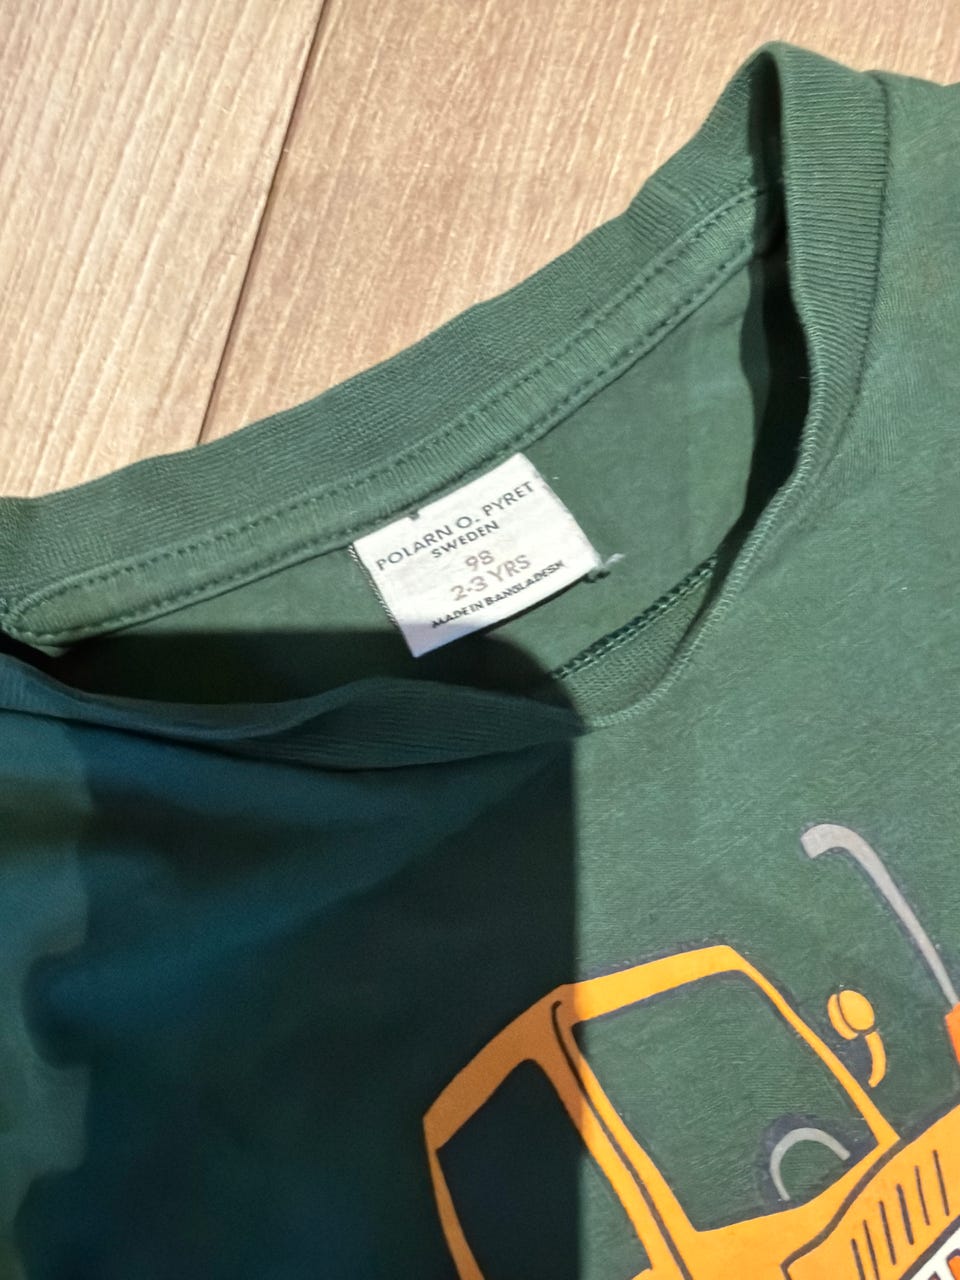 POLARN O. PYRET
SWEDEN
98
2-3 YRS
MADE IN BANGLADESH